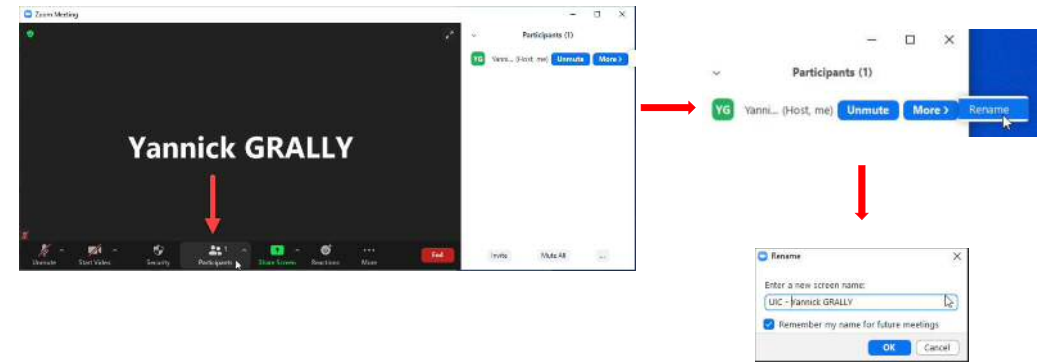 Zoom Meeting
Participants (1)
YG Yanni... (Host, me) Unmute More >
Yannick GRALLY
1
Unmute Start Video Security Participants Share Screen Reactions More End
Invite Mute All ...
Participants (1)
YG Yanni... (Host, me) Unmute More > Rename
Rename
Enter a new screen name:
UIC - Yannick GRALLY
Remember my name for future meetings
OK Cancel